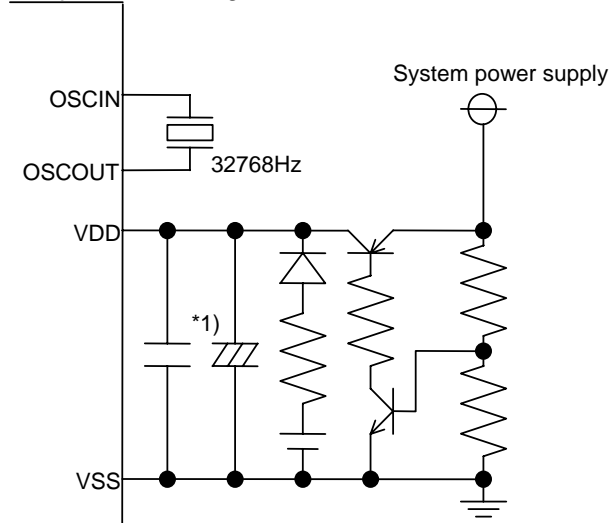 System power supply
OSCIN
OSCOUT
32768Hz
VDD
*1)
VSS